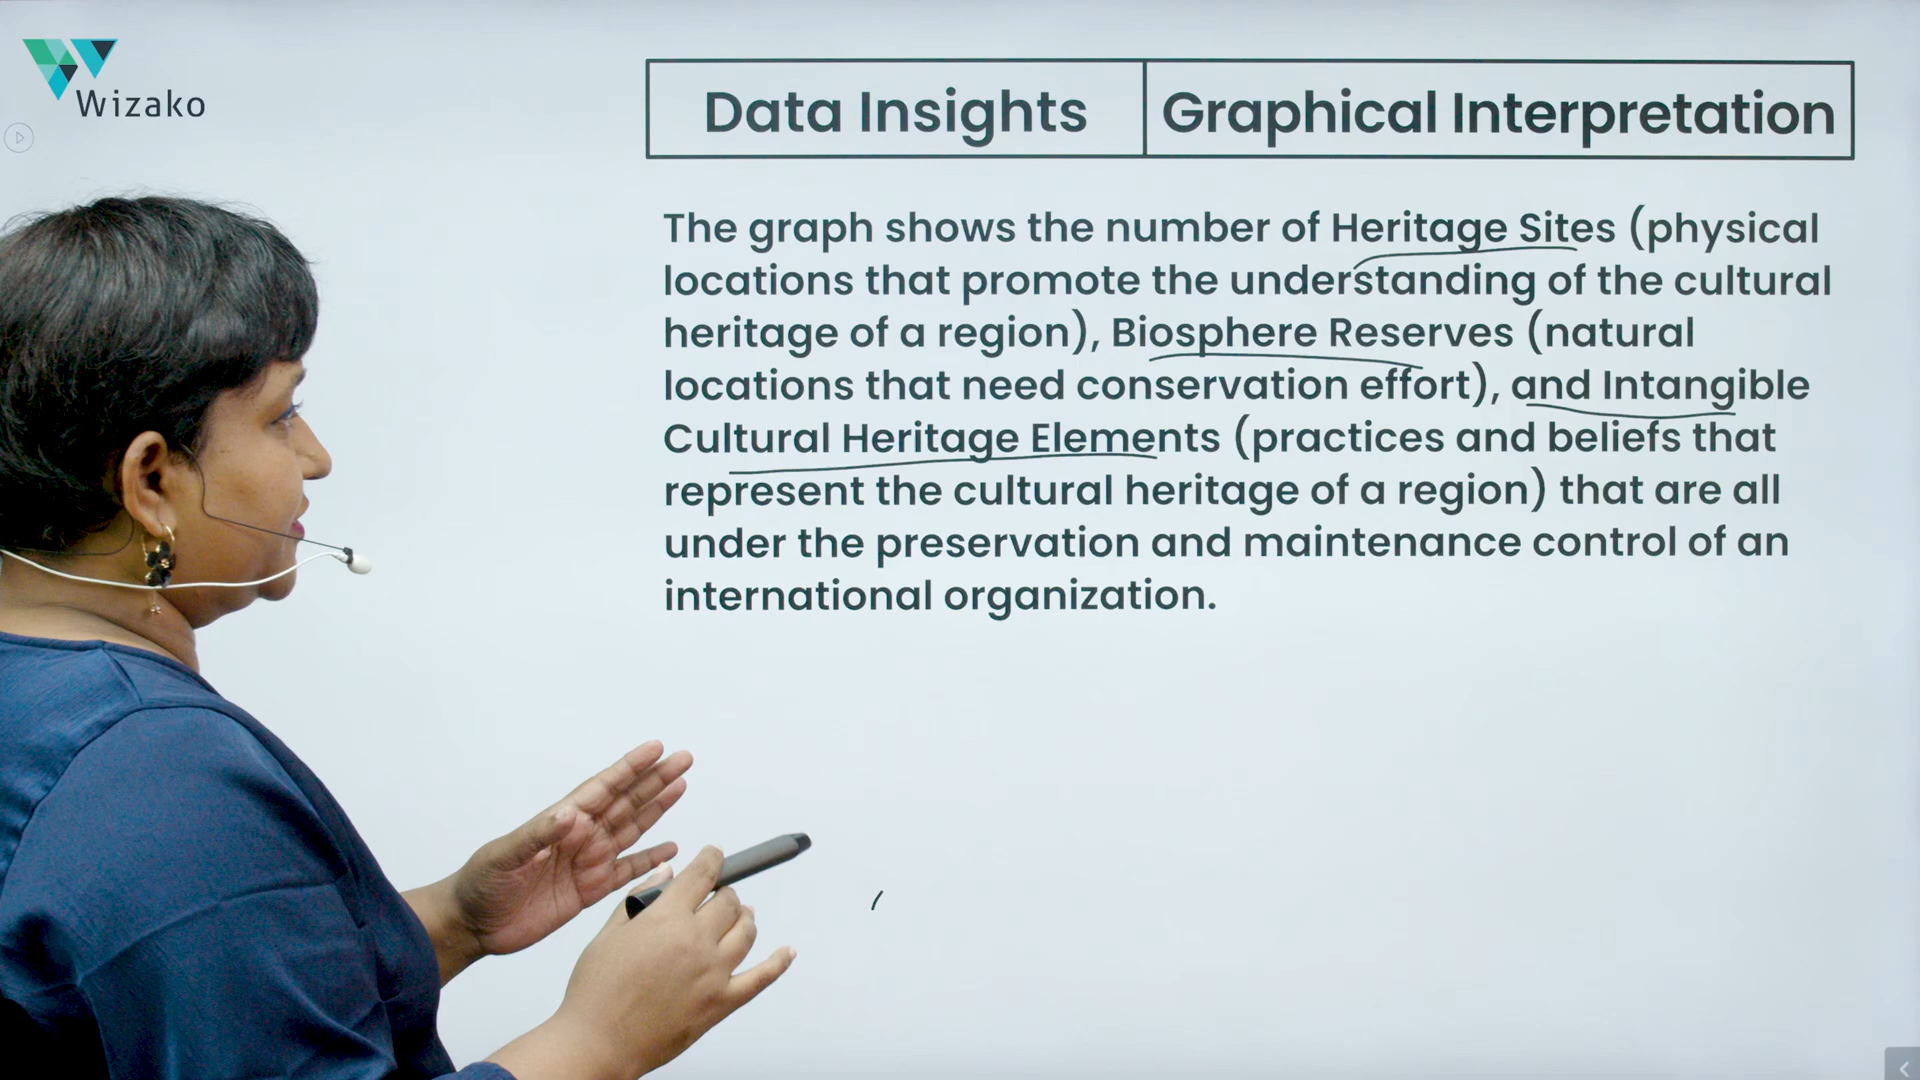 Wizako
Data Insights
Graphical Interpretation
The graph shows the number of Heritage Sites (physical
locations that promote the understanding of the cultural
heritage of a region), Biosphere Reserves (natural
locations that need conservation effort), and Intangible
Cultural Heritage Elements (practices and beliefs that
represent the cultural heritage of a region) that are all
under the preservation and maintenance control of an
international organization.